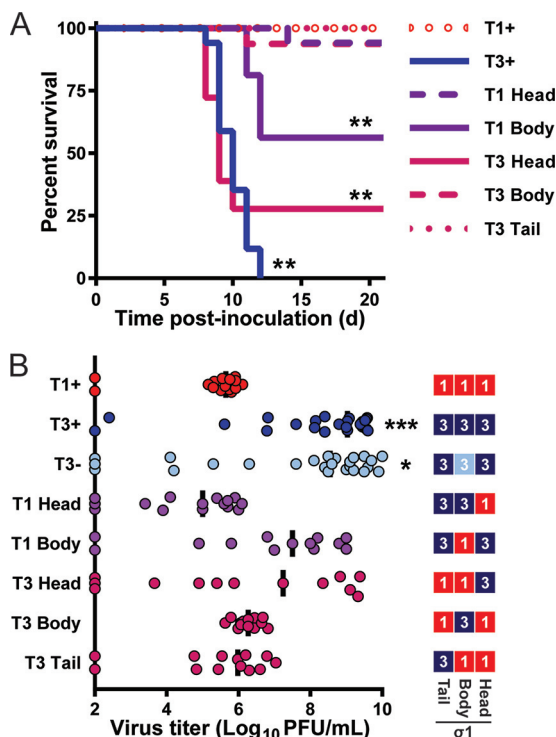 A
100
75
50
25
0
Percent survival
0 5 10 15 20
Time post-inoculation (d)
**
**
**
T1+
T3+
T1 Head
T1 Body
T3 Head
T3 Body
T3 Tail
B
T1+ 1 1 1
T3+ *** 3 3 3
T3- * 3 3 3
T1 Head 3 3 1
T1 Body 3 1 3
T3 Head 1 1 3
T3 Body 1 3 1
T3 Tail 3 1 1
2 4 6 8 10
Virus titer (Log10 PFU/mL)
Tail Body Head
σ1